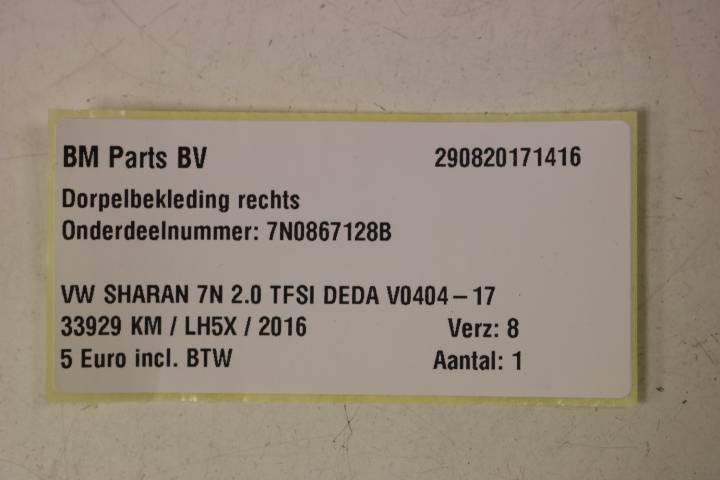 BM Parts BV 290820171416
Dorpelbekleding rechts
Onderdeelnummer: 7N0867128B
VW SHARAN 7N 2.0 TFSI DEDA V0404-17
33929 KM / LH5X / 2016 Verz: 8
5 Euro incl. BTW Aantal: 1